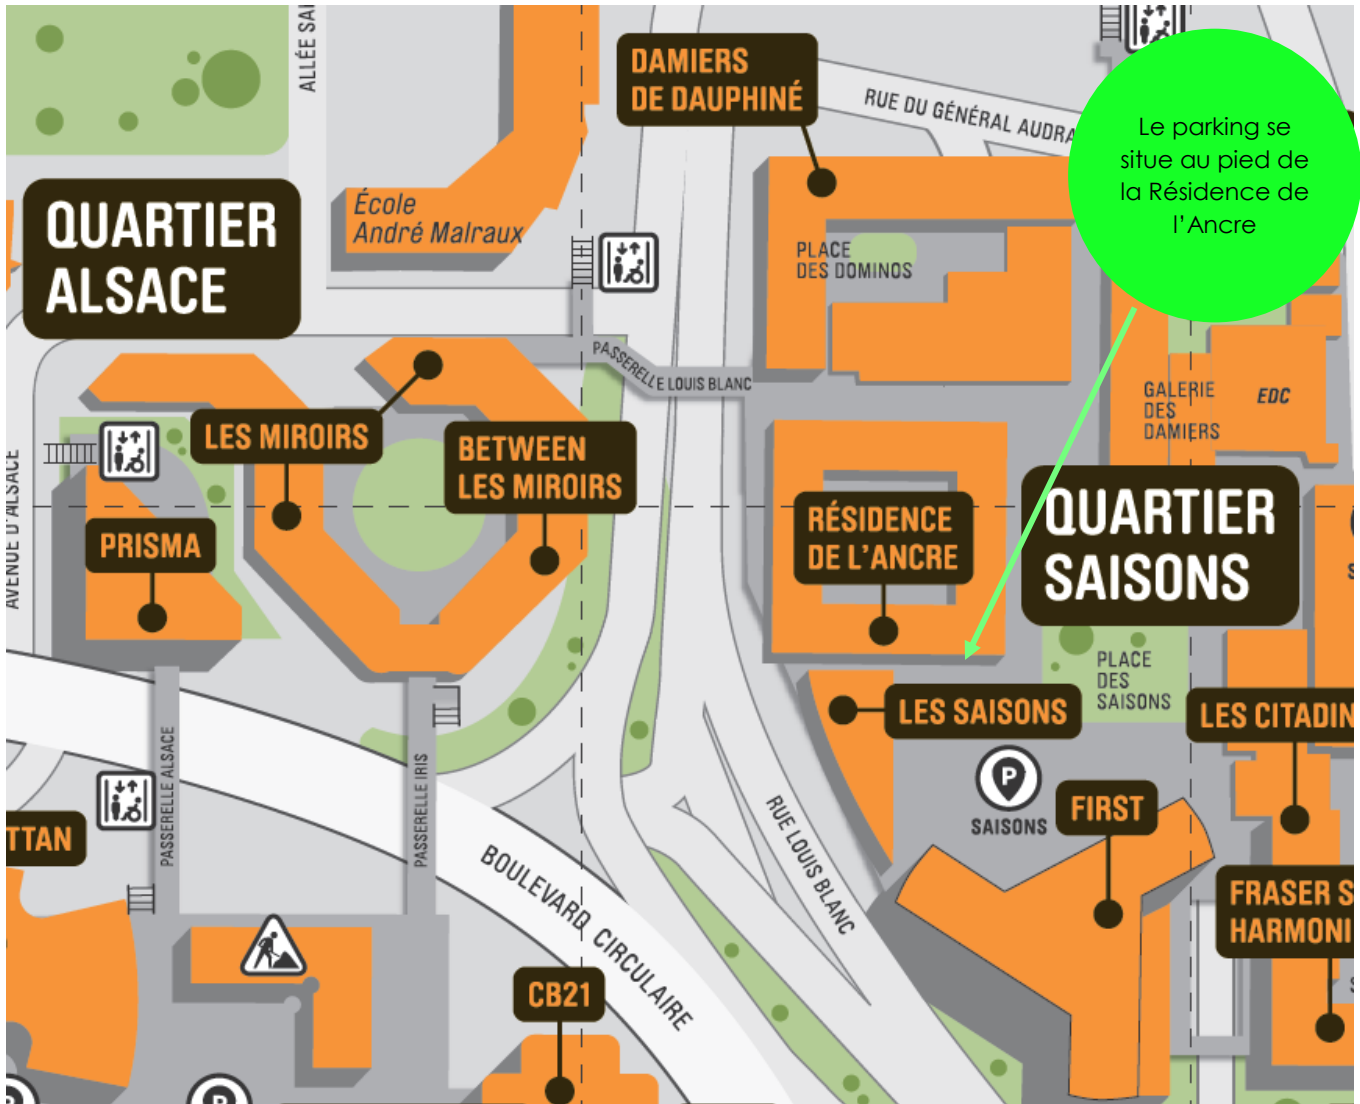 ALLÉE SAI
DAMIERS
DE DAUPHINÉ
RUE DU GÉNÉRAL AUDRA
Le parking se
situe au pied de
la Résidence de
l’Ancre
QUARTIER
ALSACE
École
André Malraux
PLACE
DES DOMINOS
PASSERELLE LOUIS BLANC
GALERIE
DES
DAMIERS
EDC
LES MIROIRS
BETWEEN
LES MIROIRS
AVENUE D'ALSACE
PRISMA
RÉSIDENCE
DE L'ANCRE
QUARTIER
SAISONS
PLACE
DES
SAISONS
LES SAISONS
LES CITADIN
P
SAISONS
FIRST
TTAN
PASSERELLE ALSACE
PASSERELLE IRIS
BOULEVARD CIRCULAIRE
RUE LOUIS BLANC
FRASER S
HARMONI
CB21